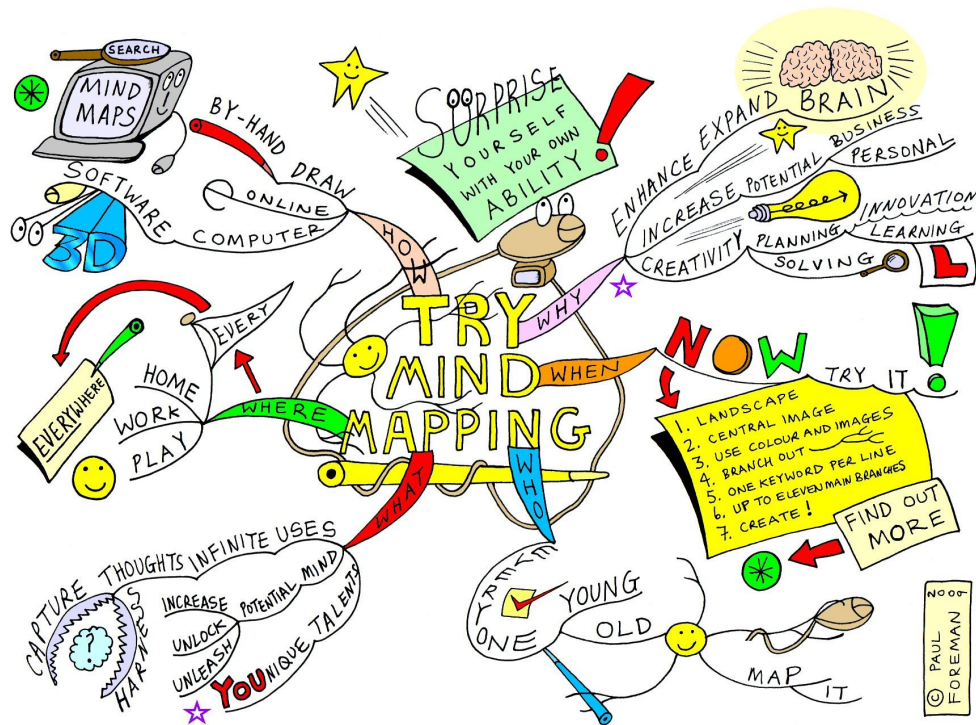 TRY
MIND
MAPPING
HOW
BY-HAND DRAW
e ONLINE
COMPUTER
SOFTWARE
3D
SEARCH
MIND
MAPS
SURPRISE
YOURSELF
WITH YOUR OWN
ABILITY!
WHY
ENHANCE EXPAND BRAIN
INCREASE POTENTIAL BUSINESS
PERSONAL
CREATIVITY PLANNING INNOVATION
LEARNING
SOLVING
L
WHEN
NOW!
TRY IT
1. LANDSCAPE
2. CENTRAL IMAGE
3. USE COLOUR AND IMAGES
4. BRANCH OUT
5. ONE KEYWORD PER LINE
6. UP TO ELEVEN MAIN BRANCHES
7. CREATE!
FIND OUT
MORE
WHO
EVERYONE
YOUNG
OLD
MAP
IT
WHAT
INFINITE USES
THOUGHTS
CAPTURE
HARNESS
?!
MIND
POTENTIAL
INCREASE
UNLOCK
UNLEASH
YOUNIQUE TALENTS
WHERE
EVERY
EVERYWHERE
HOME
WORK
PLAY
© PAUL
FOREMAN
2009